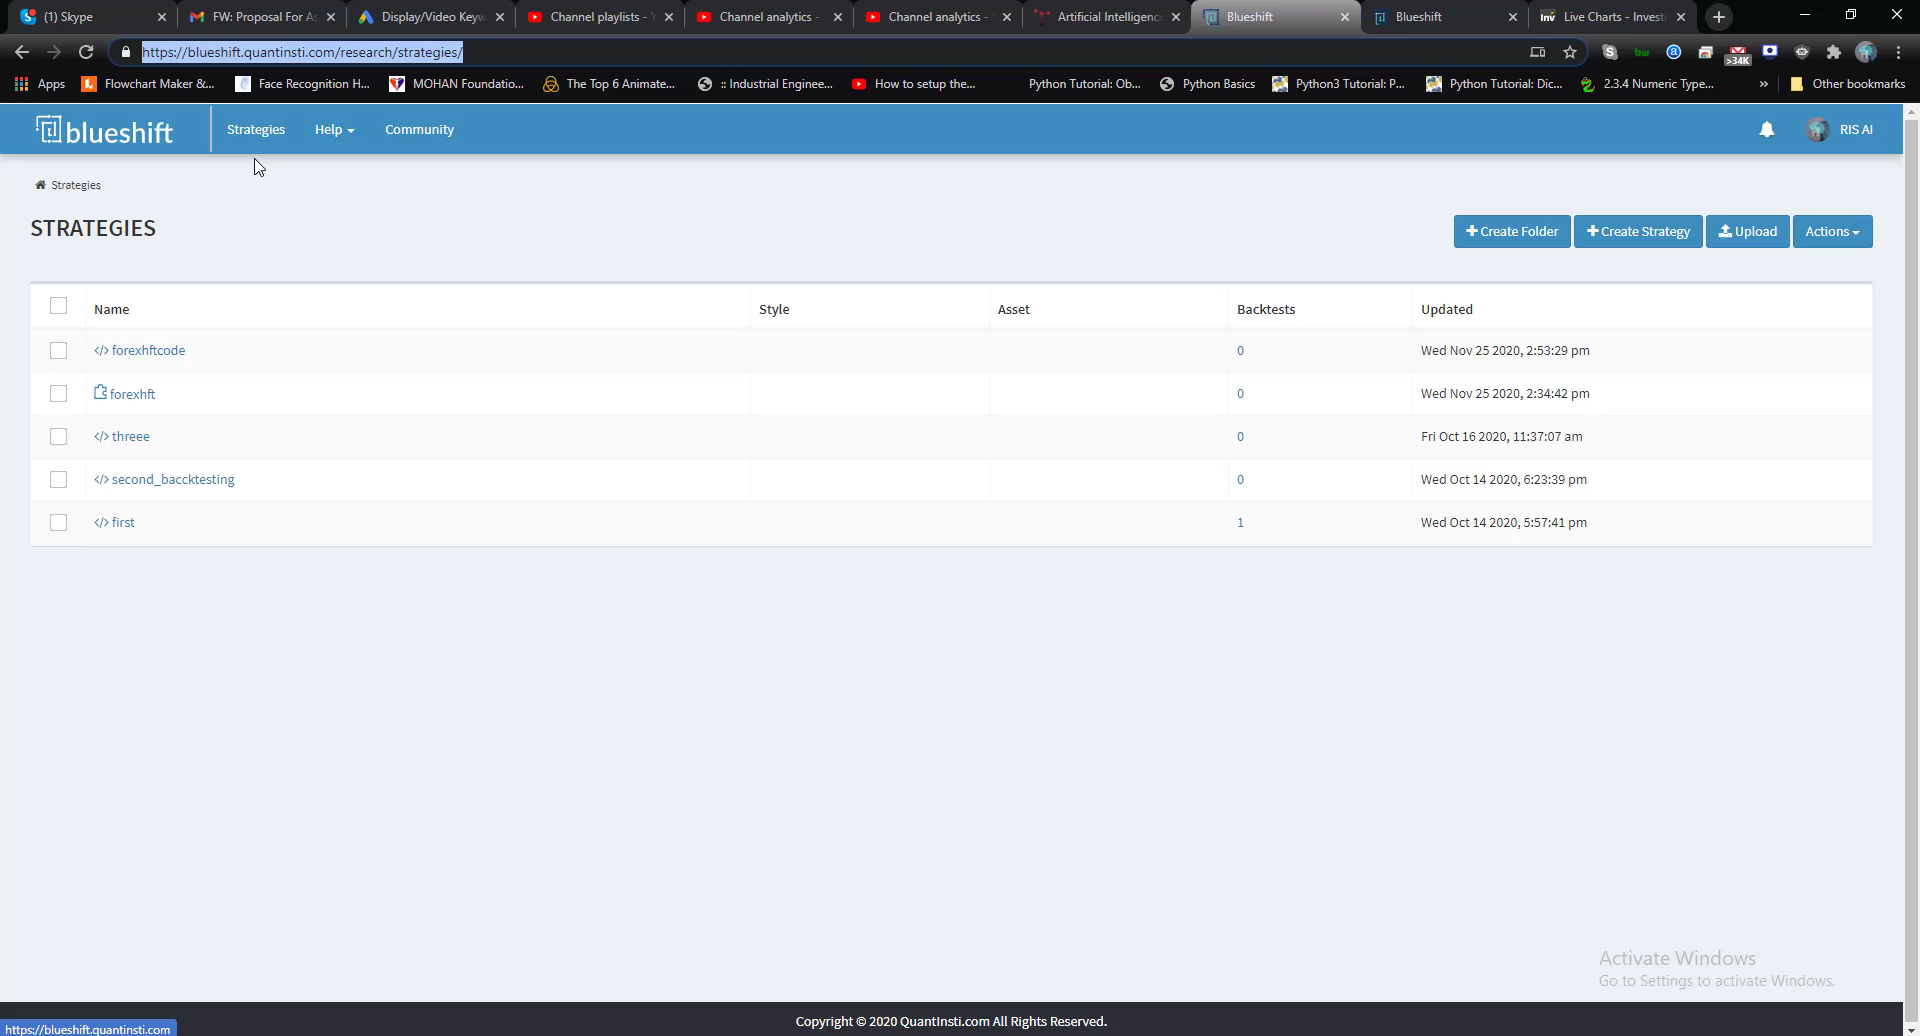 (1) Skype
FW: Proposal For As
Display/Video Keyw
Channel playlists - Y
Channel analytics -
Channel analytics -
Artificial Intelligence
Blueshift
Blueshift
Live Charts - Investi
https://blueshift.quantinsti.com/research/strategies/
>34K
Apps
Flowchart Maker &...
Face Recognition H...
MOHAN Foundatio...
The Top 6 Animate...
:: Industrial Enginee...
How to setup the...
Python Tutorial: Ob...
Python Basics
Python3 Tutorial: P...
Python Tutorial: Dic...
2.3.4 Numeric Type...
»
Other bookmarks
blueshift
Strategies
Help
Community
RIS AI
Strategies
STRATEGIES
Create Folder
Create Strategy
Upload
Actions
Name Style Asset Backtests Updated
</> forexhftcode 0 Wed Nov 25 2020, 2:53:29 pm
forexhft 0 Wed Nov 25 2020, 2:34:42 pm
</> threee 0 Fri Oct 16 2020, 11:37:07 am
</> second_baccktesting 0 Wed Oct 14 2020, 6:23:39 pm
</> first 1 Wed Oct 14 2020, 5:57:41 pm
Activate Windows
Go to Settings to activate Windows.
Copyright © 2020 QuantInsti.com All Rights Reserved.
https://blueshift.quantinsti.com